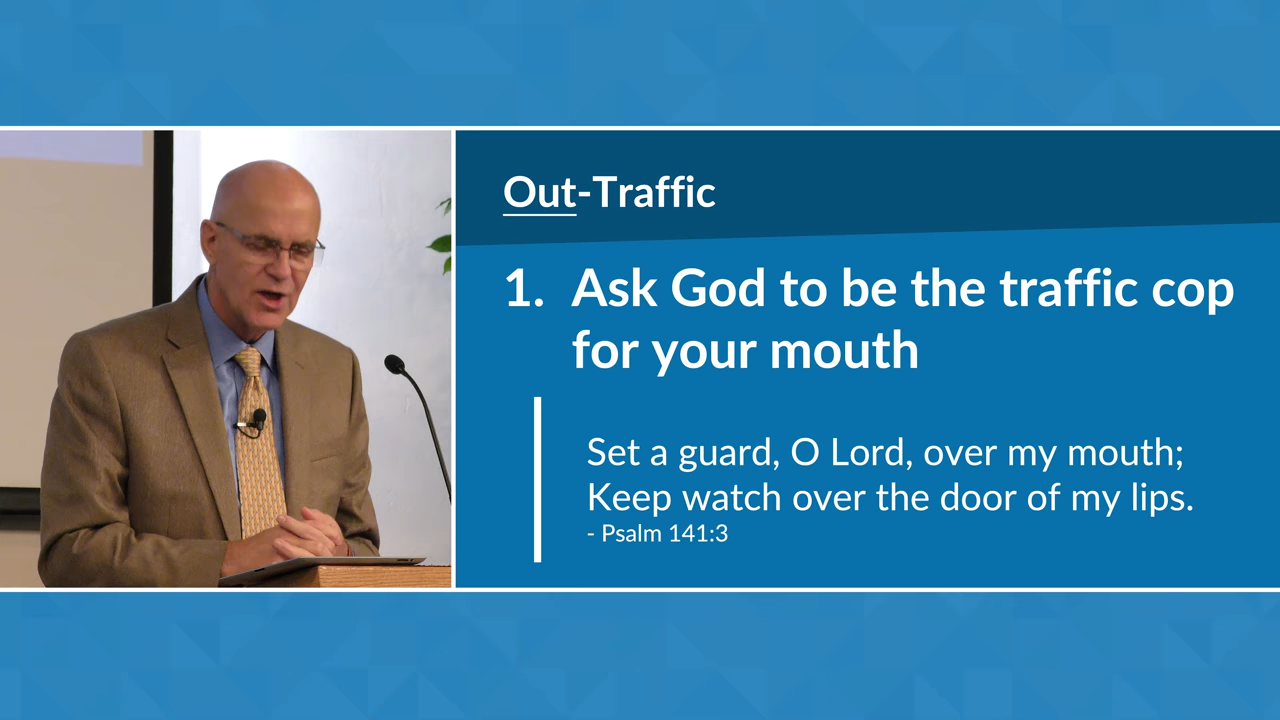 Out-Traffic
1. Ask God to be the traffic cop
for your mouth
Set a guard, O Lord, over my mouth;
Keep watch over the door of my lips.
- Psalm 141:3